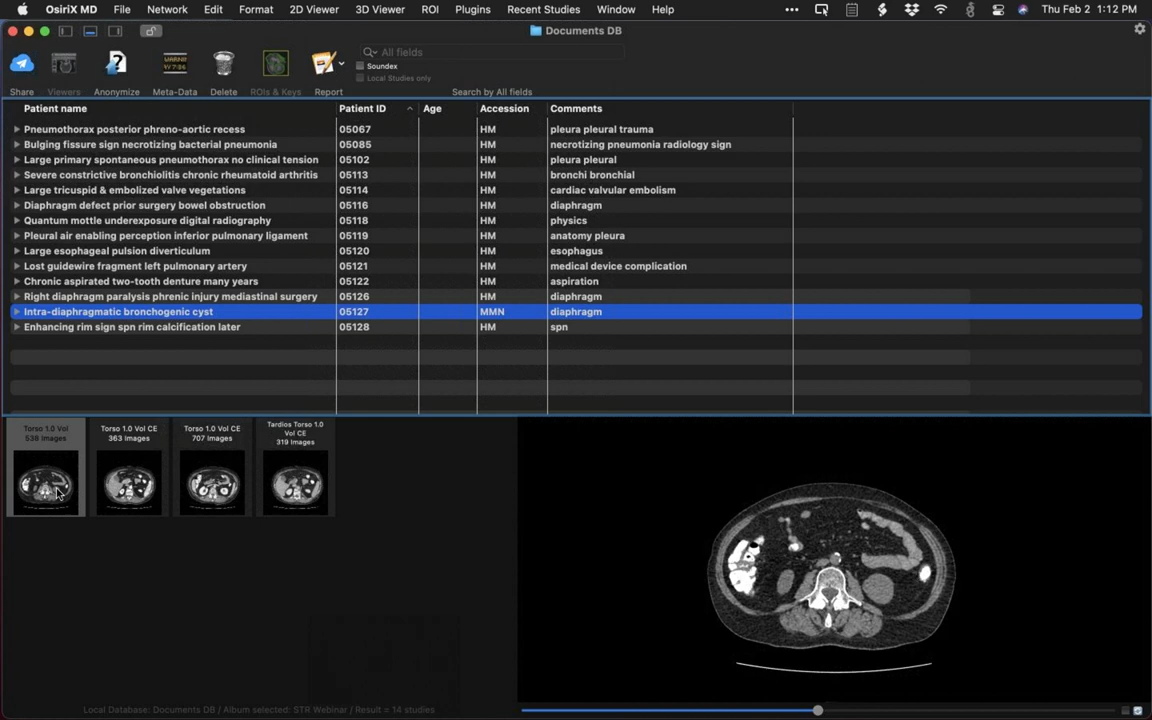 OsiriX MD File Network Edit Format 2D Viewer 3D Viewer ROI Plugins Recent Studies Window Help ••• Thu Feb 2 1:12 PM
Documents DB
All fields
Soundex
Local Studies only
Share Viewers Anonymize Meta-Data Delete ROIs & Keys Report Search by All fields
Patient name Patient ID Age Accession Comments
Pneumothorax posterior phreno-aortic recess 05067 HM pleura pleural trauma
Bulging fissure sign necrotizing bacterial pneumonia 05085 HM necrotizing pneumonia radiology sign
Large primary spontaneous pneumothorax no clinical tension 05102 HM pleura pleural
Severe constrictive bronchiolitis chronic rheumatoid arthritis 05113 HM bronchi bronchial
Large tricuspid & embolized valve vegetations 05114 HM cardiac valvular embolism
Diaphragm defect prior surgery bowel obstruction 05116 HM diaphragm
Quantum mottle underexposure digital radiography 05118 HM physics
Pleural air enabling perception inferior pulmonary ligament 05119 HM anatomy pleura
Large esophageal pulsion diverticulum 05120 HM esophagus
Lost guidewire fragment left pulmonary artery 05121 HM medical device complication
Chronic aspirated two-tooth denture many years 05122 HM aspiration
Right diaphragm paralysis phrenic injury mediastinal surgery 05126 HM diaphragm
Intra-diaphragmatic bronchogenic cyst 05127 MMN diaphragm
Enhancing rim sign spn rim calcification later 05128 HM spn
Torso 1.0 Vol
538 Images
Torso 1.0 Vol CE
363 Images
Torso 1.0 Vol CE
707 Images
Tardios Torso 1.0
Vol CE
319 Images
Local Database: Documents DB / Album selected: STR Webinar / Result = 14 studies